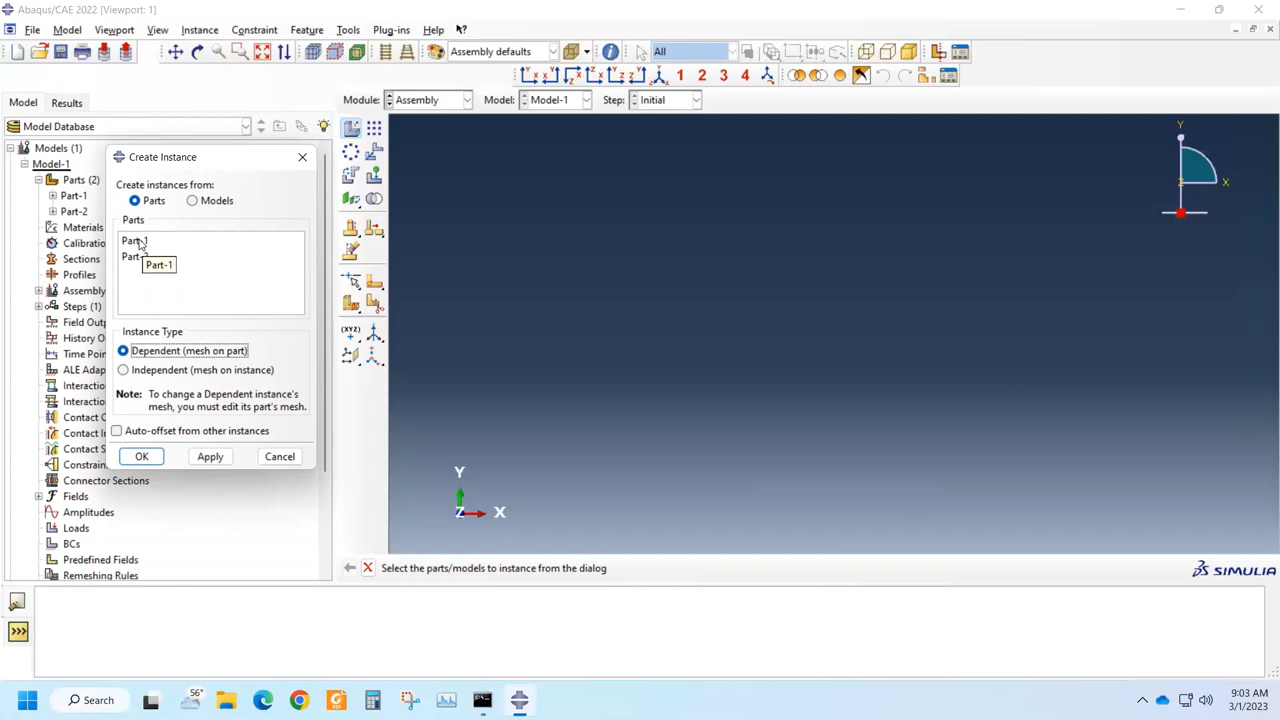 Abaqus/CAE 2022 [Viewport: 1]
File Model Viewport View Instance Constraint Feature Tools Plug-ins Help
Assembly defaults All
1 2 3 4
Model Results Module: Assembly Model: Model-1 Step: Initial
Model Database
Models (1)
Model-1
Parts (2)
Part-1
Part-2
Materials
Calibratio
Sections
Profiles
Assembly
Steps (1)
Field Outp
History O
Time Poin
ALE Adap
Interactio
Interactio
Contact C
Contact In
Contact S
Constrain
Connector Sections
Fields
Amplitudes
Loads
BCs
Predefined Fields
Remeshing Rules
Create Instance
Create instances from:
Parts Models
Parts
Part-1
Part-
Part-1
Instance Type
Dependent (mesh on part)
Independent (mesh on instance)
Note: To change a Dependent instance's
mesh, you must edit its part's mesh.
Auto-offset from other instances
OK Apply Cancel
Y
Z X
Y
Z X
Select the parts/models to instance from the dialog
SIMULIA
>>>
Search
56°
9:03 AM
3/1/2023